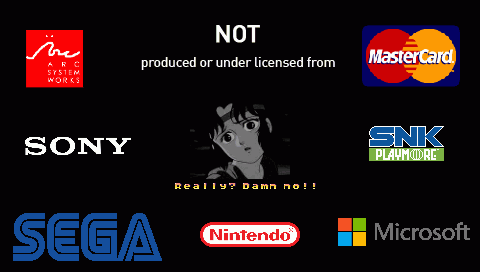 NOT
produced or under licensed from
ARC
SYSTEM
WORKS
MasterCard
SONY
SNK
PLAYMORE
Really? Damn no!!
SEGA
Nintendo
Microsoft